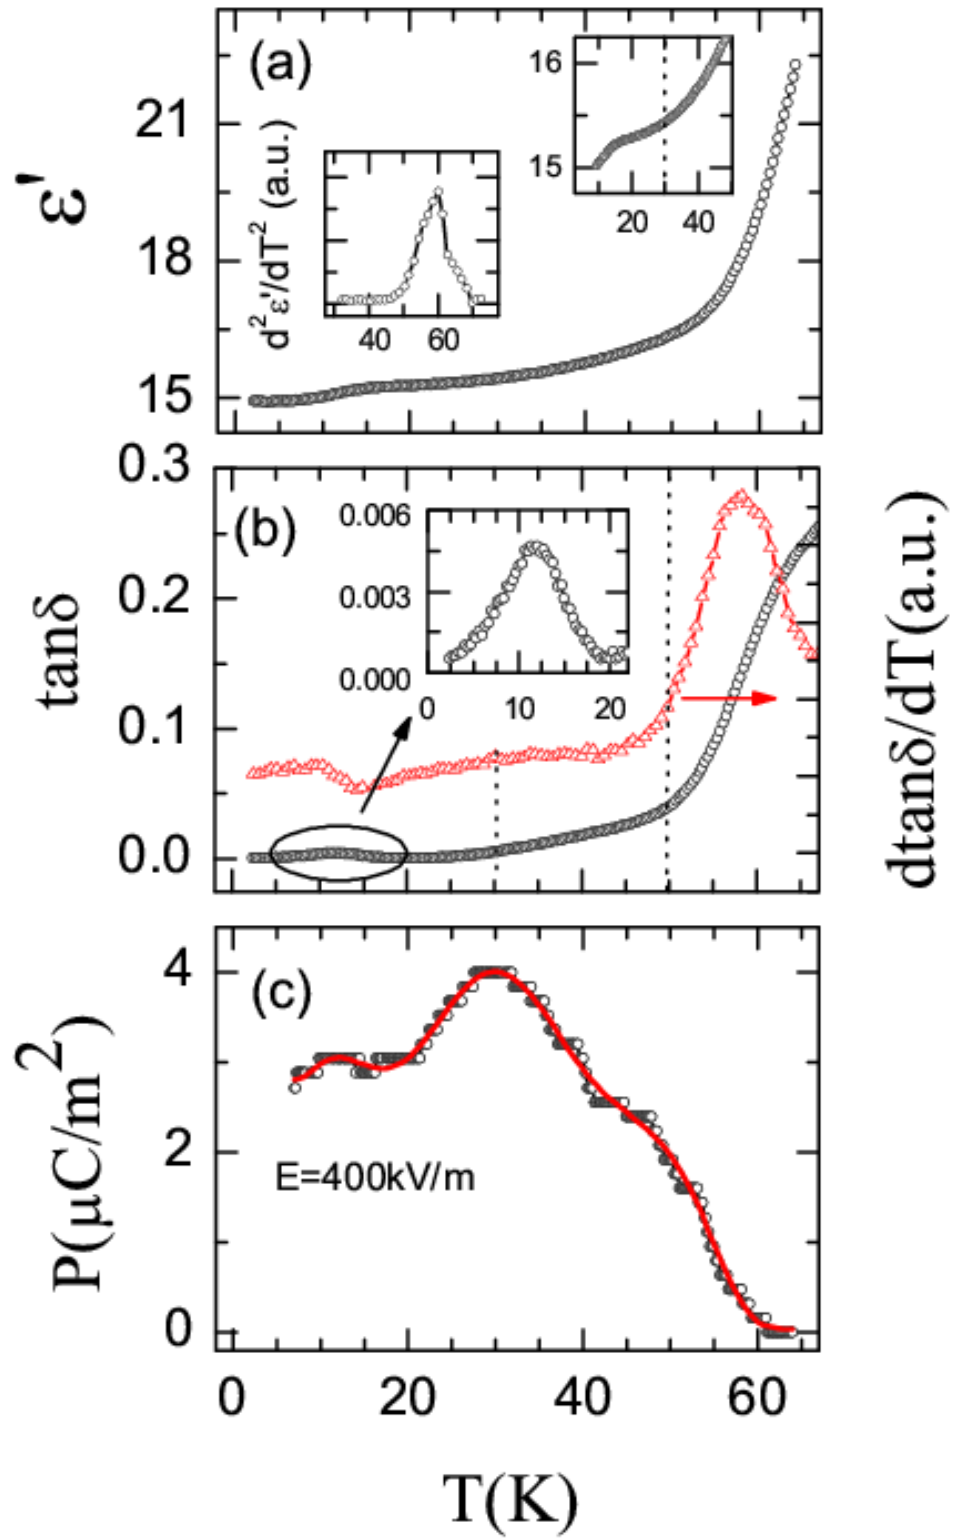 (a)
ε'
21
18
15
16
15
20 40
d²ε'/dT² (a.u.)
40 60
(b)
tanδ
0.3
0.2
0.1
0.0
0.006
0.003
0.000
0 10 20
dtanδ/dT(a.u.)
(c)
P(μC/m²)
4
2
0
E=400kV/m
0 20 40 60
T(K)